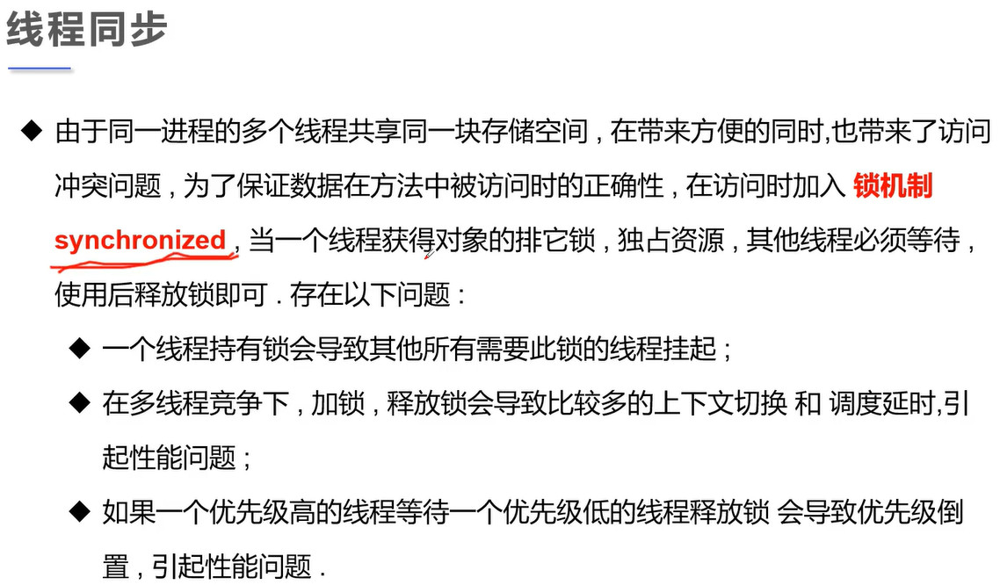 线程同步
由于同一进程的多个线程共享同一块存储空间 , 在带来方便的同时,也带来了访问
冲突问题 , 为了保证数据在方法中被访问时的正确性 , 在访问时加入 锁机制
synchronized , 当一个线程获得对象的排它锁 , 独占资源 , 其他线程必须等待 ,
使用后释放锁即可 . 存在以下问题 :
一个线程持有锁会导致其他所有需要此锁的线程挂起 ;
在多线程竞争下 , 加锁 , 释放锁会导致比较多的上下文切换 和 调度延时,引
起性能问题 ;
如果一个优先级高的线程等待一个优先级低的线程释放锁 会导致优先级倒
置 , 引起性能问题 .